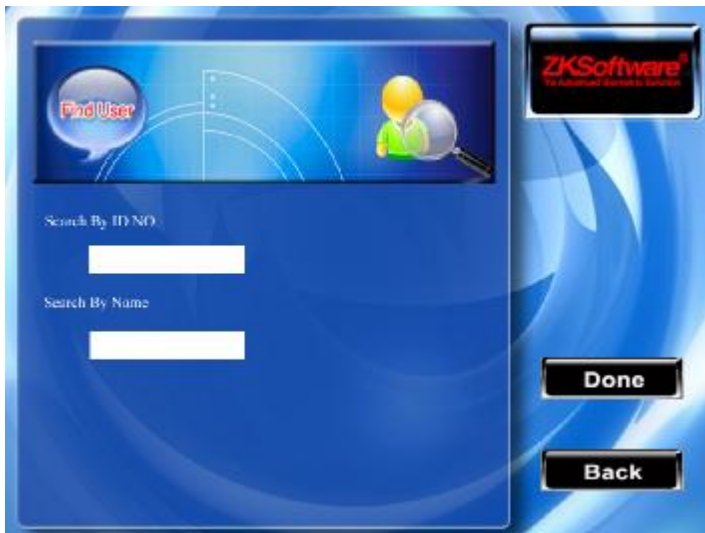 Find User
ZKSoftware
Search By ID NO
Search By Name
Done
Back